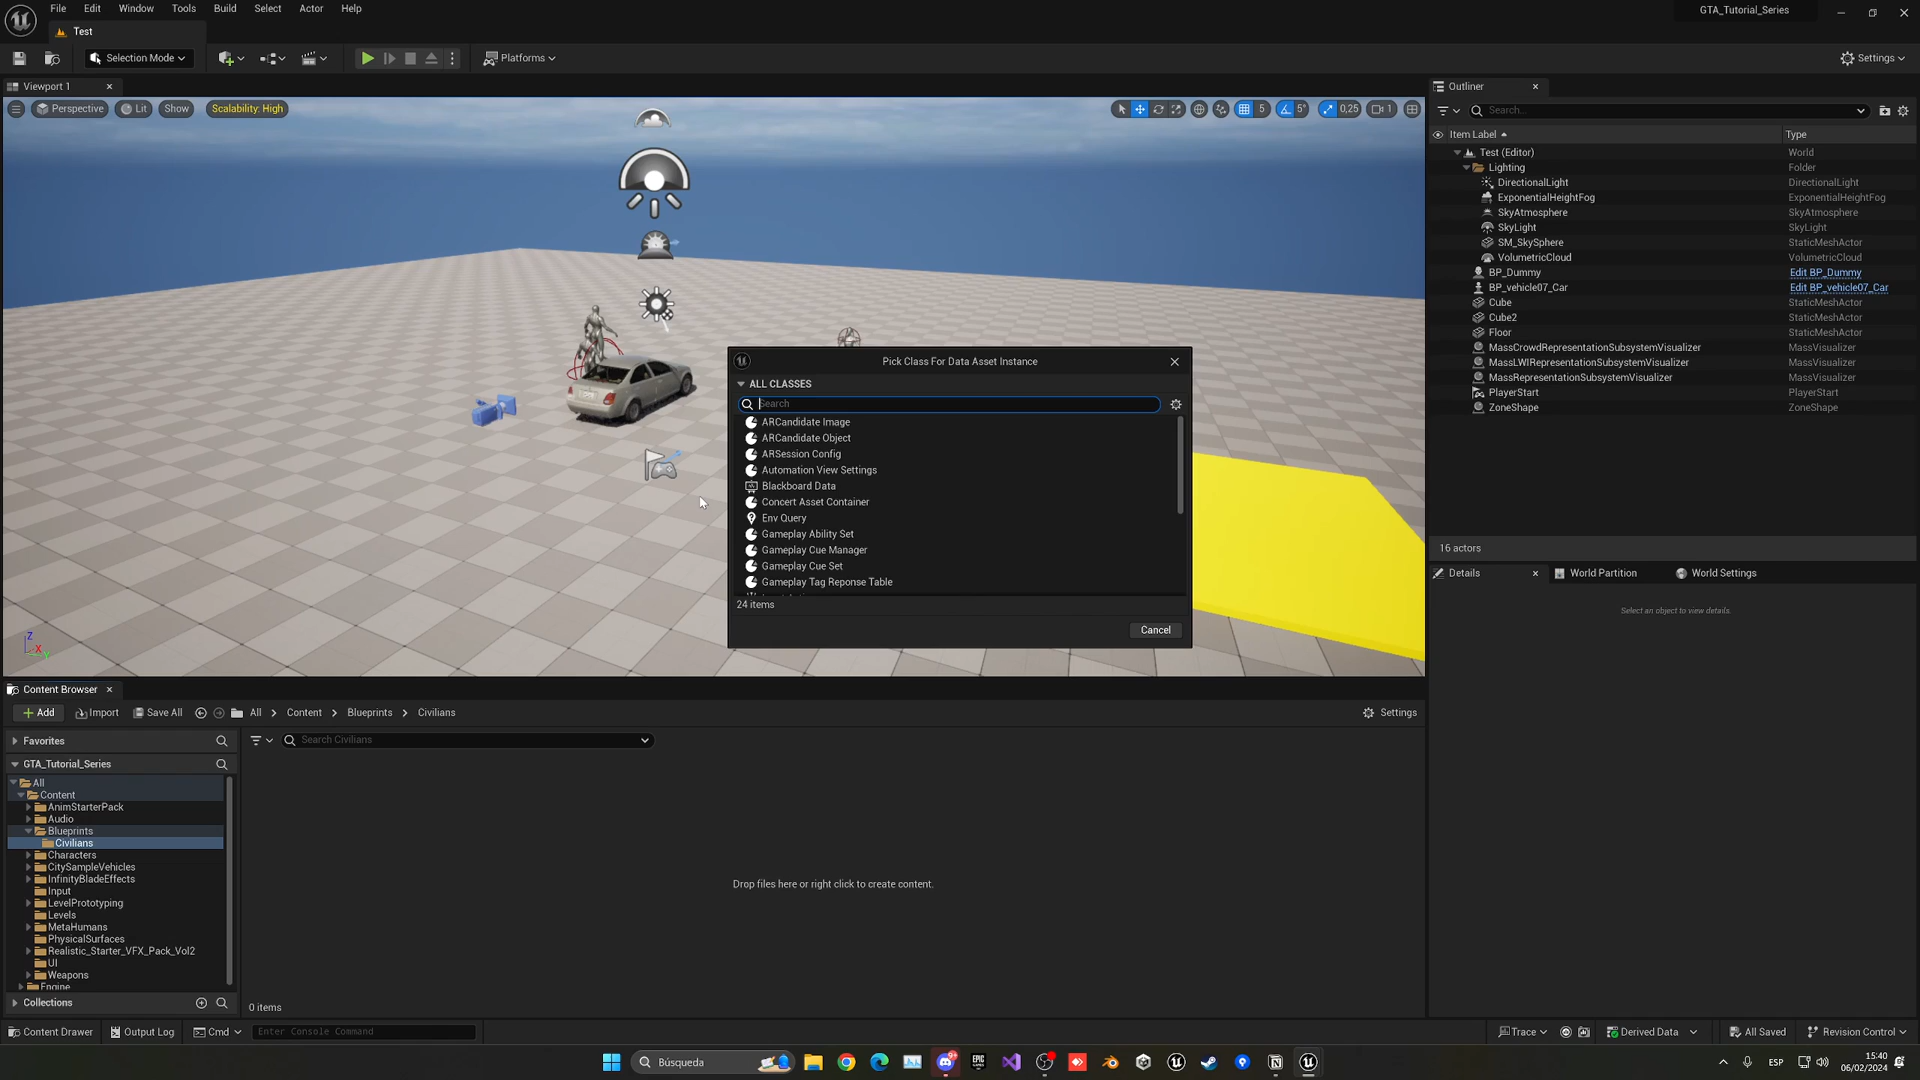 File Edit Window Tools Build Select Actor Help
GTA_Tutorial_Series
Test
Selection Mode
Platforms
Settings
Viewport 1
Perspective
Lit
Show
Scalability: High
5
5°
0,25
1
Outliner
Search...
Item Label
Type
Test (Editor)
World
Lighting
Folder
DirectionalLight
DirectionalLight
ExponentialHeightFog
ExponentialHeightFog
SkyAtmosphere
SkyAtmosphere
SkyLight
SkyLight
SM_SkySphere
StaticMeshActor
VolumetricCloud
VolumetricCloud
BP_Dummy
Edit BP_Dummy
BP_vehicle07_Car
Edit BP_vehicle07_Car
Cube
StaticMeshActor
Cube2
StaticMeshActor
Floor
StaticMeshActor
MassCrowdRepresentationSubsystemVisualizer
MassVisualizer
MassLWIRepresentationSubsystemVisualizer
MassVisualizer
MassRepresentationSubsystemVisualizer
MassVisualizer
PlayerStart
PlayerStart
ZoneShape
ZoneShape
16 actors
Details
World Partition
World Settings
Select an object to view details.
Pick Class For Data Asset Instance
ALL CLASSES
Search
ARCandidate Image
ARCandidate Object
ARSession Config
Automation View Settings
Blackboard Data
Concert Asset Container
Env Query
Gameplay Ability Set
Gameplay Cue Manager
Gameplay Cue Set
Gameplay Tag Reponse Table
24 items
Cancel
Z
X
Y
Content Browser
Add
Import
Save All
All
Content
Blueprints
Civilians
Settings
Favorites
Search Civilians
GTA_Tutorial_Series
All
Content
AnimStarterPack
Audio
Blueprints
Civilians
Characters
CitySampleVehicles
InfinityBladeEffects
Input
LevelPrototyping
Levels
MetaHumans
PhysicalSurfaces
Realistic_Starter_VFX_Pack_Vol2
UI
Weapons
Engine
Drop files here or right click to create content.
Collections
0 items
Content Drawer
Output Log
Cmd
Enter Console Command
Trace
Derived Data
All Saved
Revision Control
Búsqueda
ESP
15:40
06/02/2024